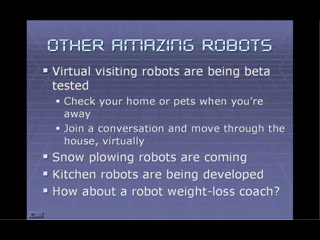 OTHER AMAZING ROBOTS
Virtual visiting robots are being beta
tested
Check your home or pets when you're
away
Join a conversation and move through the
house, virtually
Snow plowing robots are coming
Kitchen robots are being developed
How about a robot weight-loss coach?